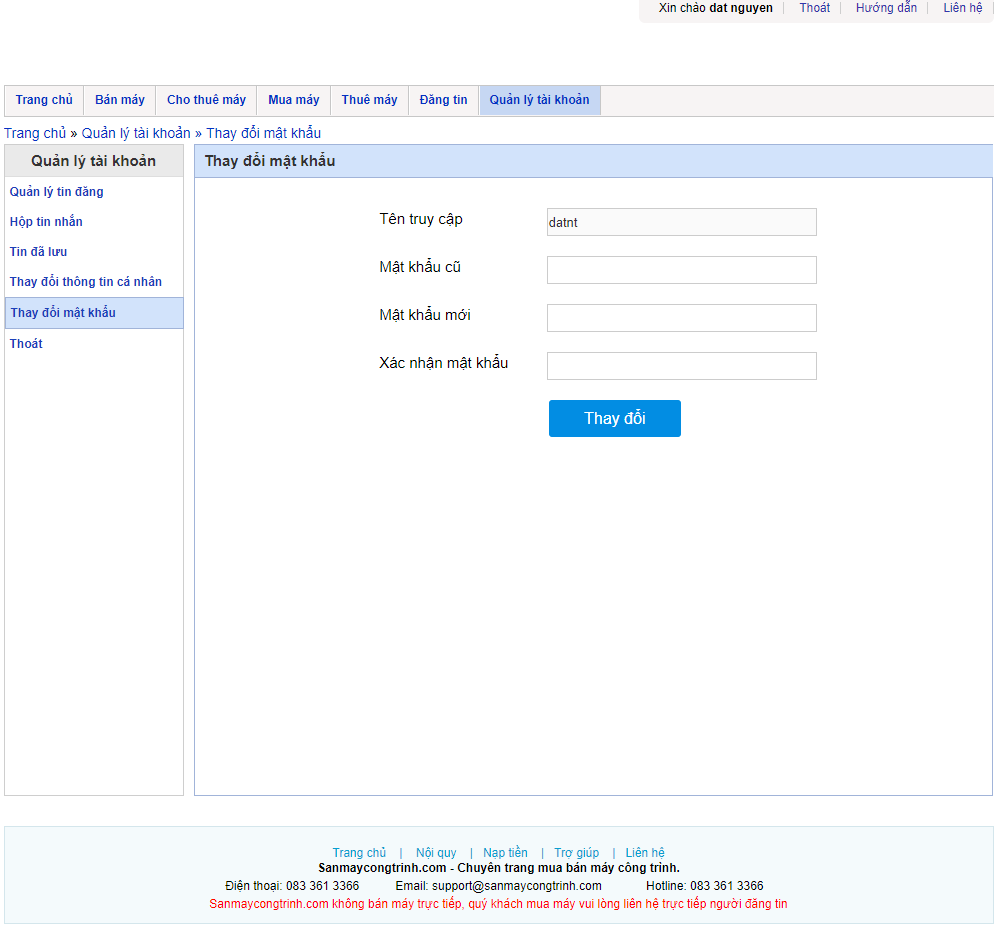 Xin chào dat nguyen Thoát Hướng dẫn Liên hệ
Trang chủ Bán máy Cho thuê máy Mua máy Thuê máy Đăng tin Quản lý tài khoản
Trang chủ » Quản lý tài khoản » Thay đổi mật khẩu
Quản lý tài khoản
Quản lý tin đăng
Hộp tin nhắn
Tin đã lưu
Thay đổi thông tin cá nhân
Thay đổi mật khẩu
Thoát
Thay đổi mật khẩu
Tên truy cập datnt
Mật khẩu cũ
Mật khẩu mới
Xác nhận mật khẩu
Thay đổi
Trang chủ | Nội quy | Nạp tiền | Trợ giúp | Liên hệ
Sanmaycongtrinh.com - Chuyên trang mua bán máy công trình.
Điện thoại: 083 361 3366 Email: support@sanmaycongtrinh.com Hotline: 083 361 3366
Sanmaycongtrinh.com không bán máy trực tiếp, quý khách mua máy vui lòng liên hệ trực tiếp người đăng tin